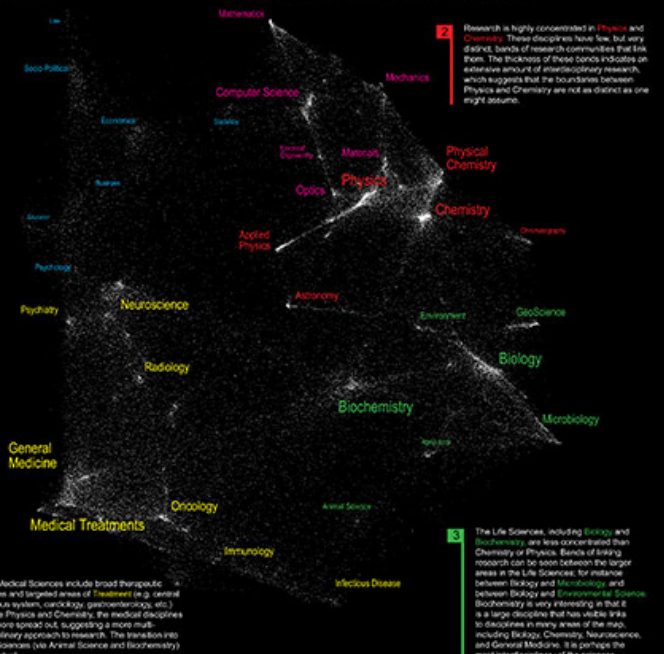 Mathematics
2
Research is highly concentrated in Physics and
Chemistry. These disciplines have few, but very
distinct, bands of research communities that link
them. The thickness of these bands indicates an
extensive amount of interdisciplinary research,
which suggests that the boundaries between
Physics and Chemistry are not as distinct as one
might assume.
Law
Socio-Political
Mechanics
Computer Science
Economics
Statistics
Electrical
Engineering
Materials
Physical
Chemistry
Physics
Optics
Chemistry
Applied
Physics
Psychology
Astronomy
Psychiatry
Neuroscience
Environment
GeoScience
Biology
Radiology
Biochemistry
Microbiology
General
Medicine
Oncology
Medical Treatments
Animal Science
Immunology
Infectious Disease
3
The Life Sciences, including Biology and
Biochemistry, are less concentrated than
Chemistry or Physics. Bands of linking
research can be seen between the larger
areas in the Life Sciences; for instance
between Biology and Microbiology, and
between Biology and Environmental Science.
Biochemistry is very interesting in that it
is a large discipline that has visible links
to disciplines in many areas of the map,
including Biology, Chemistry, Neuroscience,
and General Medicine. It is perhaps the
Medical Sciences include broad therapeutic
and targeted areas of Treatment (e.g. central
system, cardiology, gastroenterology, etc.)
Physics and Chemistry, the medical disciplines
spread out, suggesting a more
approach to research. The transition into
(via Animal Science and Biochemistry)